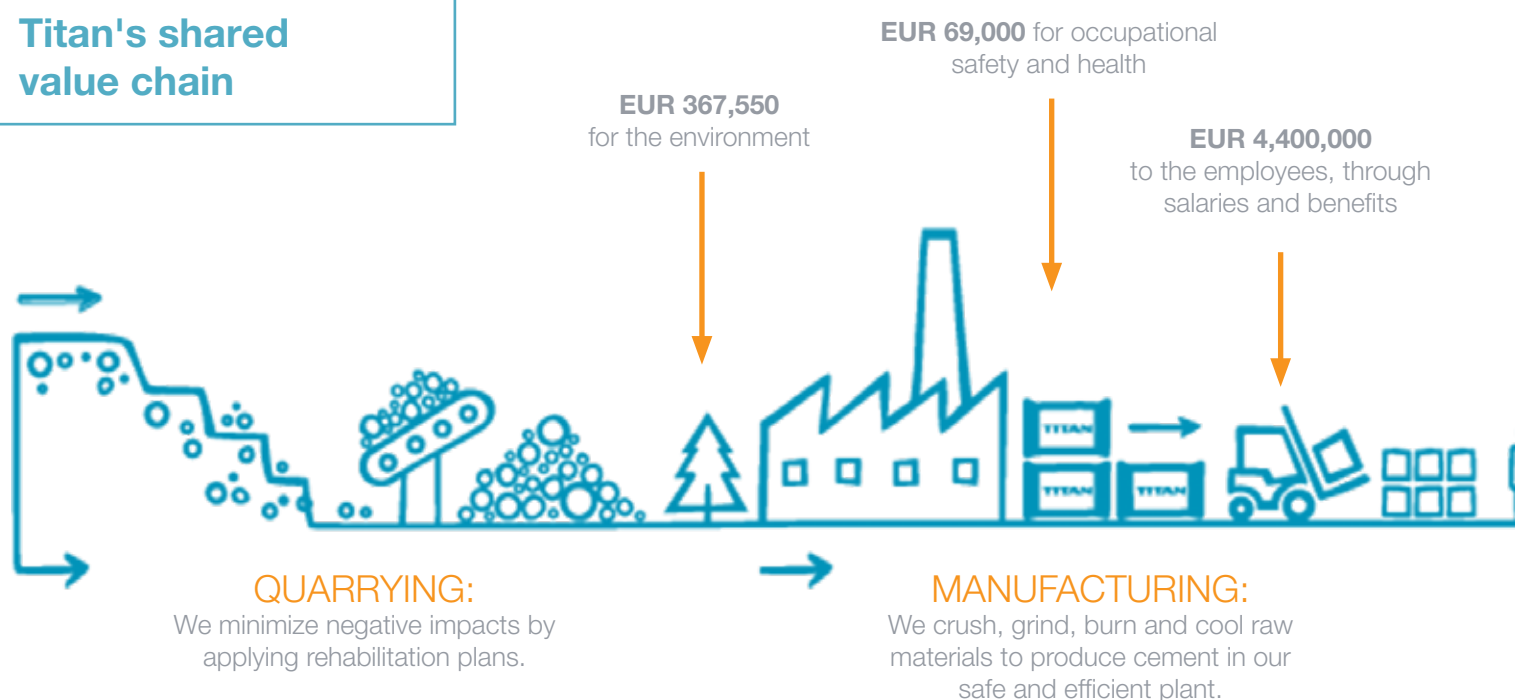 Titan's shared
value chain
EUR 69,000 for occupational
safety and health
EUR 367,550
for the environment
EUR 4,400,000
to the employees, through
salaries and benefits
TITAN
TITAN
TITAN
QUARRYING:
We minimize negative impacts by
applying rehabilitation plans.
MANUFACTURING:
We crush, grind, burn and cool raw
materials to produce cement in our
safe and efficient plant.